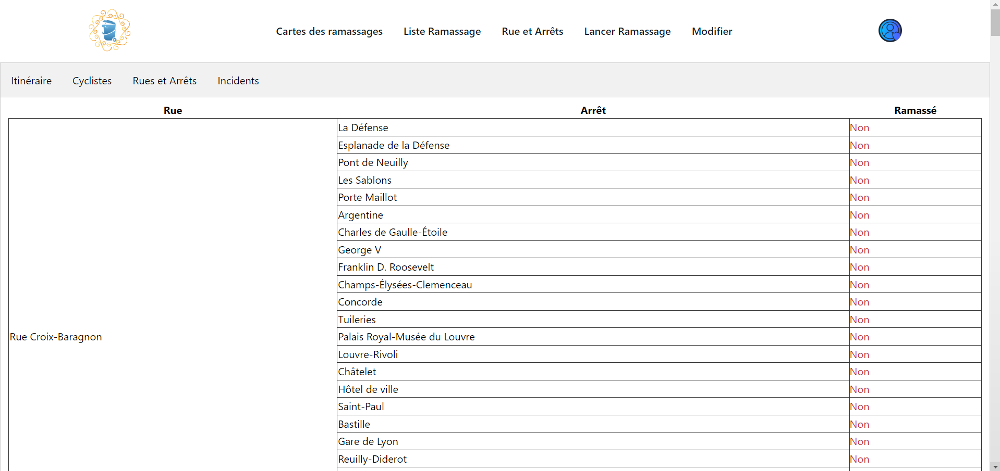 Cartes des ramassages Liste Ramassage Rue et Arrêts Lancer Ramassage Modifier
Itinéraire Cyclistes Rues et Arrêts Incidents
Rue Arrêt Ramassé
La Défense Non
Esplanade de la Défense Non
Pont de Neuilly Non
Les Sablons Non
Porte Maillot Non
Argentine Non
Charles de Gaulle-Étoile Non
George V Non
Franklin D. Roosevelt Non
Champs-Élysées-Clemenceau Non
Concorde Non
Tuileries Non
Rue Croix-Baragnon Palais Royal-Musée du Louvre Non
Louvre-Rivoli Non
Châtelet Non
Hôtel de ville Non
Saint-Paul Non
Bastille Non
Gare de Lyon Non
Reuilly-Diderot Non